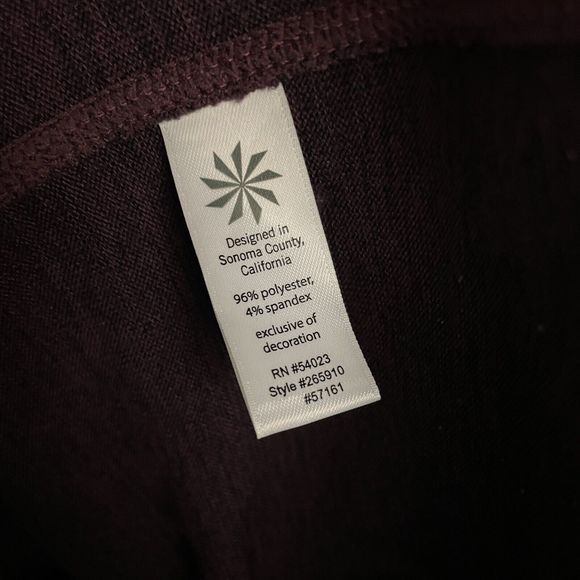 Designed in
Sonoma County,
California
96% polyester,
4% spandex
exclusive of
decoration
RN #54023
Style #265910
#57161